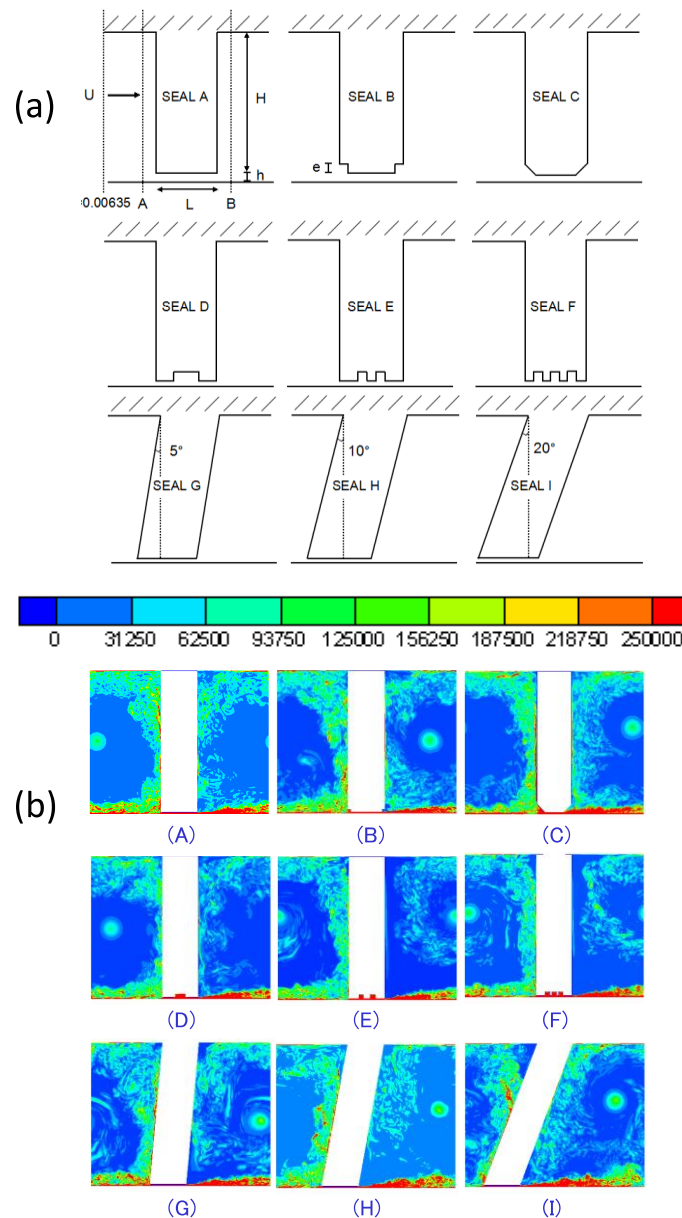 (a)
SEAL A
SEAL B
SEAL C
U
H
h
e
:0.00635
A
L
B
SEAL D
SEAL E
SEAL F
5°
10°
20°
SEAL G
SEAL H
SEAL I
0 31250 62500 93750 125000 156250 187500 218750 250000
(b)
(A)
(B)
(C)
(D)
(E)
(F)
(G)
(H)
(I)